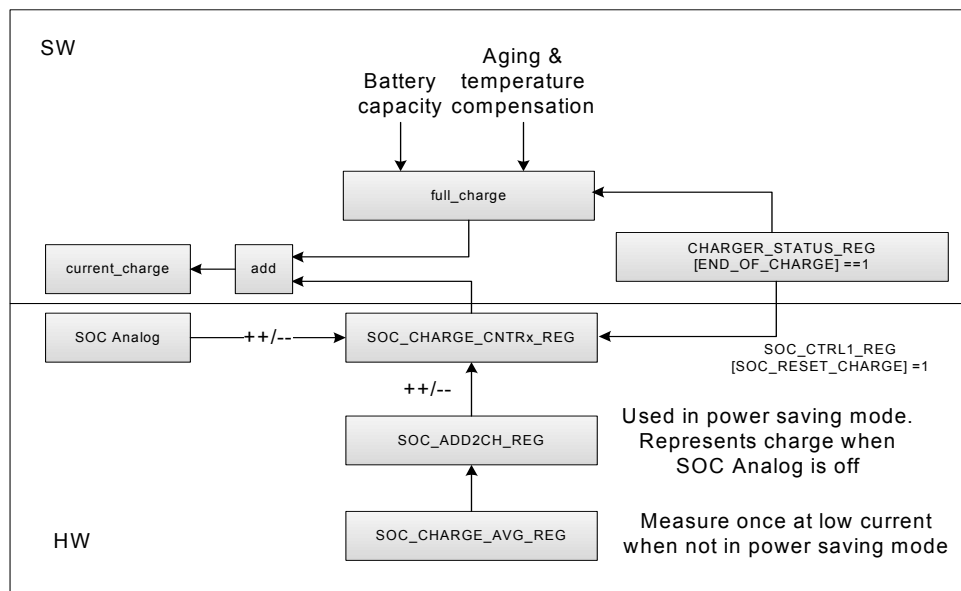 SW
Battery
capacity
Aging &
temperature
compensation
full_charge
CHARGER_STATUS_REG
[END_OF_CHARGE] ==1
current_charge
add
SOC Analog
++/--
SOC_CHARGE_CNTRx_REG
SOC_CTRL1_REG
[SOC_RESET_CHARGE] =1
++/--
SOC_ADD2CH_REG
Used in power saving mode.
Represents charge when
SOC Analog is off
HW
SOC_CHARGE_AVG_REG
Measure once at low current
when not in power saving mode